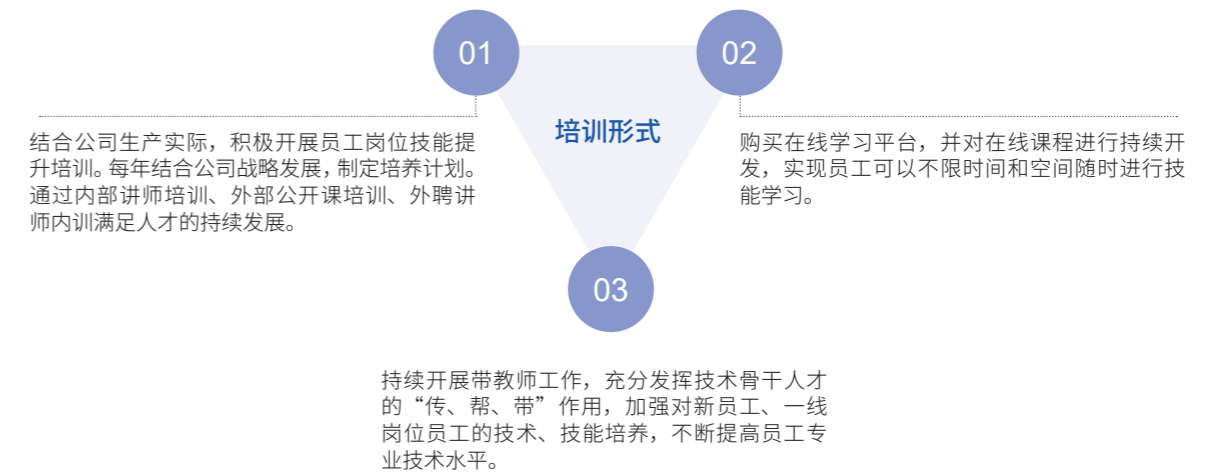 01
结合公司生产实际，积极开展员工岗位技能提
升培训。每年结合公司战略发展，制定培养计划。
通过内部讲师培训、外部公开课培训、外聘讲
师内训满足人才的持续发展。
培训形式
02
购买在线学习平台，并对在线课程进行持续开
发，实现员工可以不限时间和空间随时进行技
能学习。
03
持续开展带教师工作，充分发挥技术骨干人才
的“传、帮、带”作用，加强对新员工、一线
岗位员工的技术、技能培养，不断提高员工专
业技术水平。